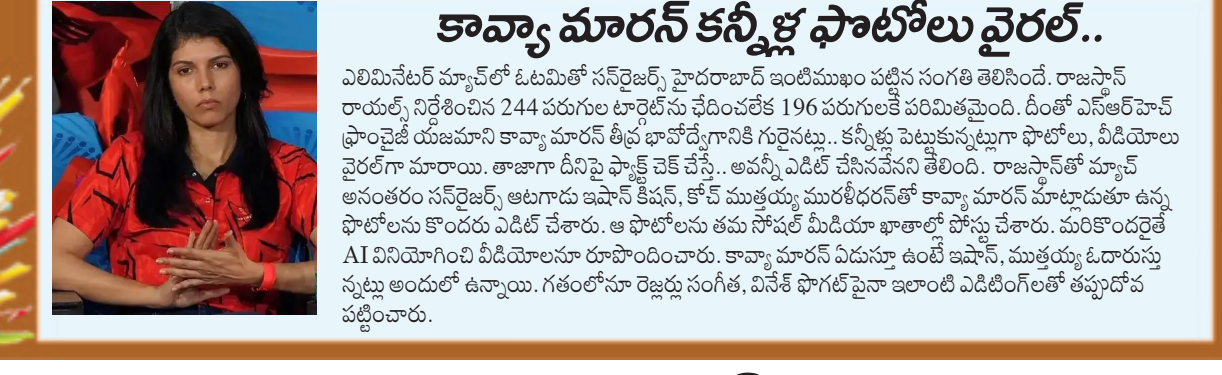 కావ్యా మారన్ కన్నీళ్ల ఫొటోలు వైరల్..
ఎలిమినేటర్ మ్యాచ్‌లో ఓటమితో సన్‌రైజర్స్ హైదరాబాద్ ఇంటిముఖం పట్టిన సంగతి తెలిసిందే. రాజస్థాన్
రాయల్స్ నిర్దేశించిన 244 పరుగుల టార్గెట్‌ను ఛేదించలేక 196 పరుగులకే పరిమితమైంది. దీంతో ఎస్ఆర్‌హెచ్
ఫ్రాంచైజీ యజమాని కావ్యా మారన్ తీవ్ర భావోద్వేగానికి గురైనట్లు.. కన్నీళ్లు పెట్టుకున్నట్లుగా ఫొటోలు, వీడియోలు
వైరల్‌గా మారాయి. తాజాగా దీనిపై ఫ్యాక్ట్ చెక్ చేస్తే.. అవన్నీ ఎడిట్ చేసినవేనని తేలింది. రాజస్థాన్‌తో మ్యాచ్
అనంతరం సన్‌రైజర్స్ ఆటగాడు ఇషాన్ కిషన్, కోచ్ ముత్తయ్య మురళీధరన్‌తో కావ్యా మారన్ మాట్లాడుతూ ఉన్న
ఫొటోలను కొందరు ఎడిట్ చేశారు. ఆ ఫొటోలను తమ సోషల్ మీడియా ఖాతాల్లో పోస్టు చేశారు. మరికొందరైతే
AI వినియోగించి వీడియోలనూ రూపొందించారు. కావ్యా మారన్ ఏడుస్తూ ఉంటే ఇషాన్, ముత్తయ్య ఓదారుస్తు
న్నట్లు అందులో ఉన్నాయి. గతంలోనూ రెజ్లర్లు సంగీత, వినేశ్ ఫొగట్‌పైనా ఇలాంటి ఎడిటింగ్‌లతో తప్పుదోవ
పట్టించారు.